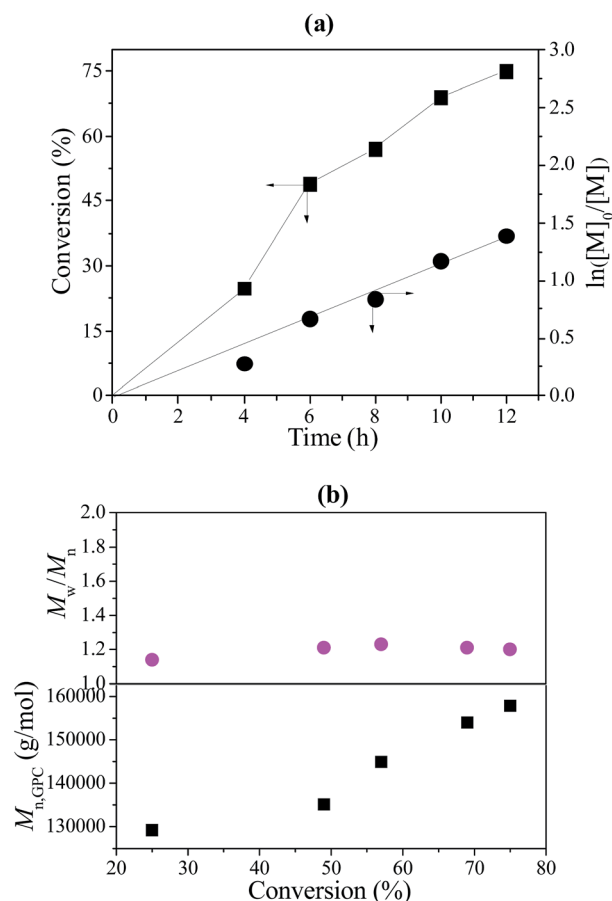 (a)
Conversion (%)
75
60
45
30
15
0
3.0
2.5
2.0
1.5
1.0
0.5
0.0
ln([M]₀/[M])
0 2 4 6 8 10 12
Time (h)
(b)
Mw/Mn
2.0
1.8
1.6
1.4
1.2
1.0
Mn,GPC (g/mol)
160000
150000
140000
130000
20 30 40 50 60 70 80
Conversion (%)